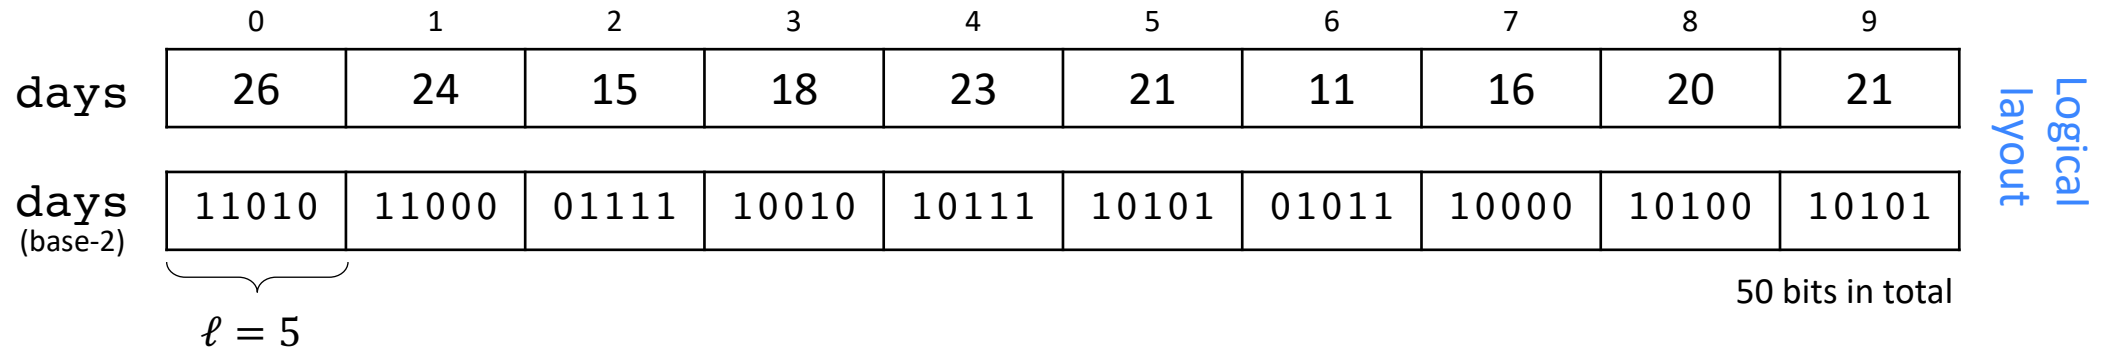 0 1 2 3 4 5 6 7 8 9
days 26 24 15 18 23 21 11 16 20 21
days 11010 11000 01111 10010 10111 10101 01011 10000 10100 10101
(base-2)
50 bits in total
ℓ = 5
Logical
layout